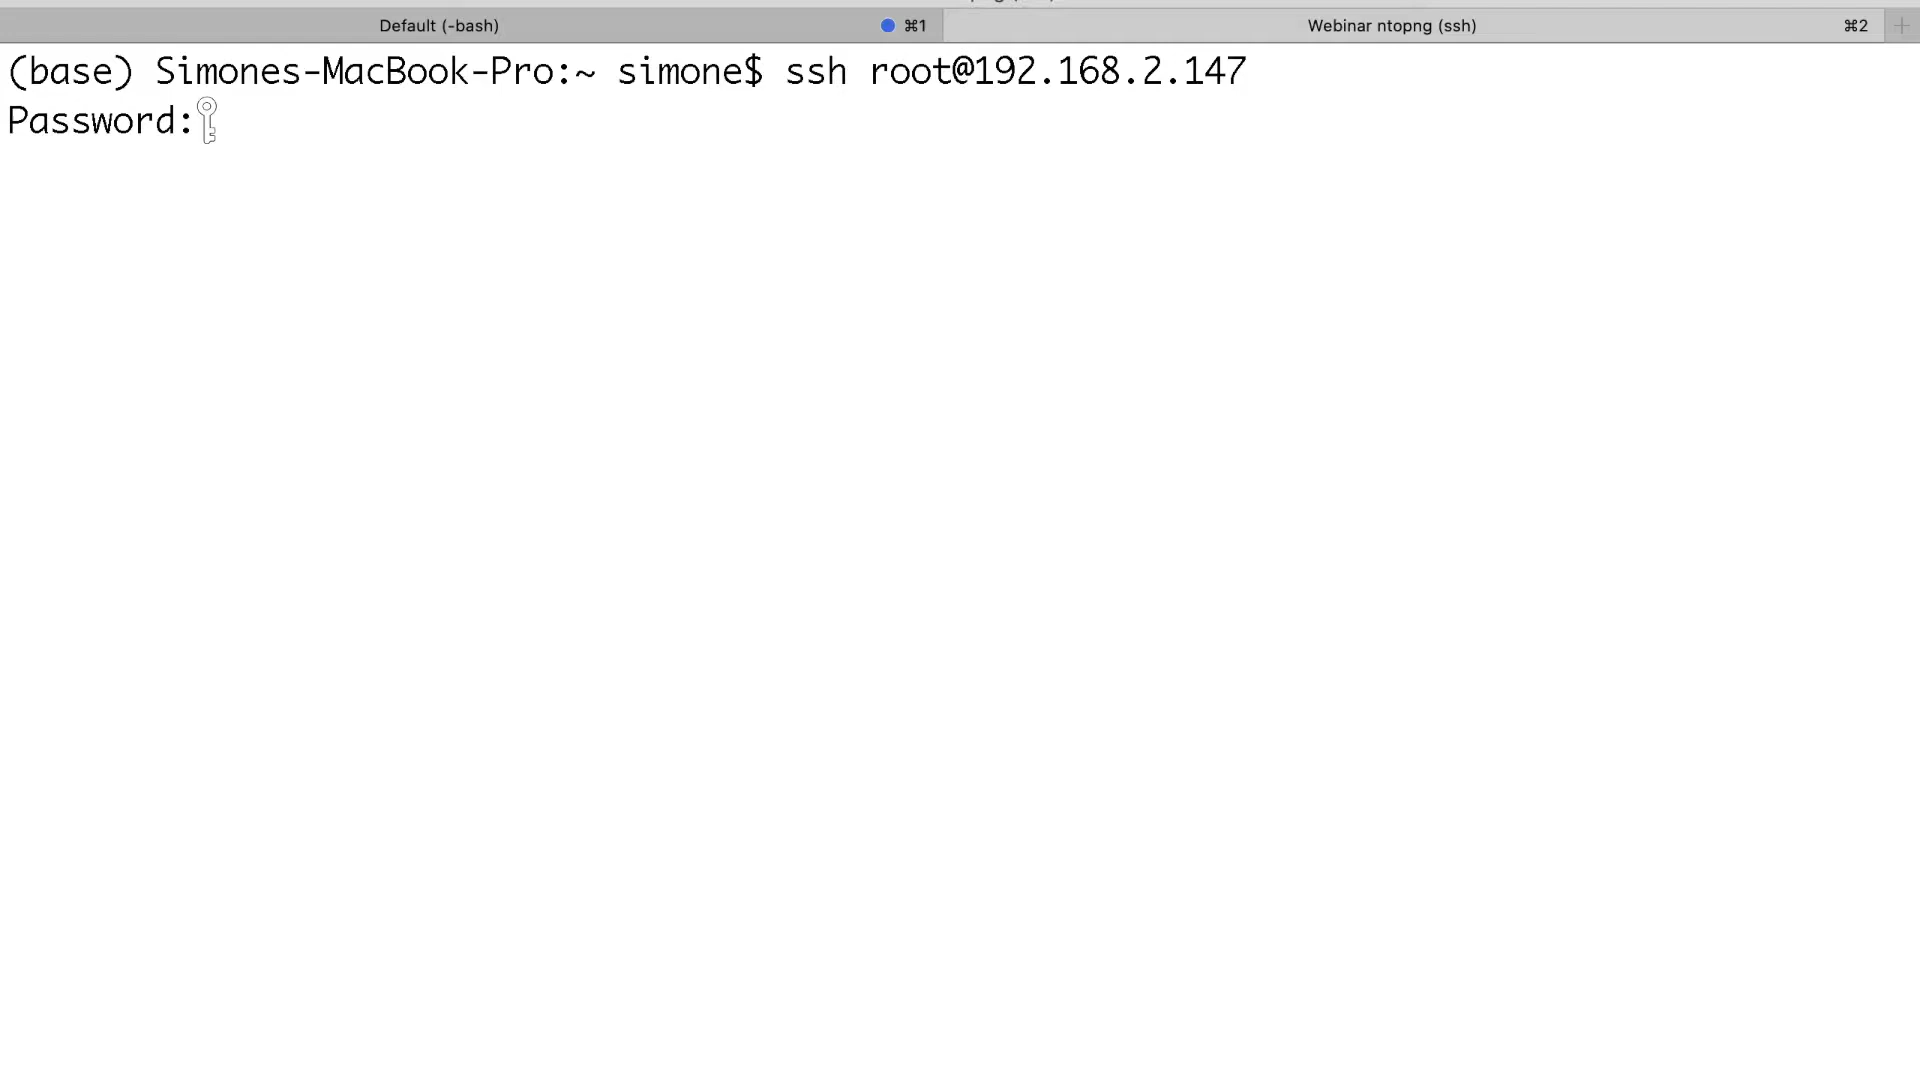 Default (-bash) ⌘1 Webinar ntopng (ssh) ⌘2
(base) Simones-MacBook-Pro:~ simone$ ssh root@192.168.2.147
Password: